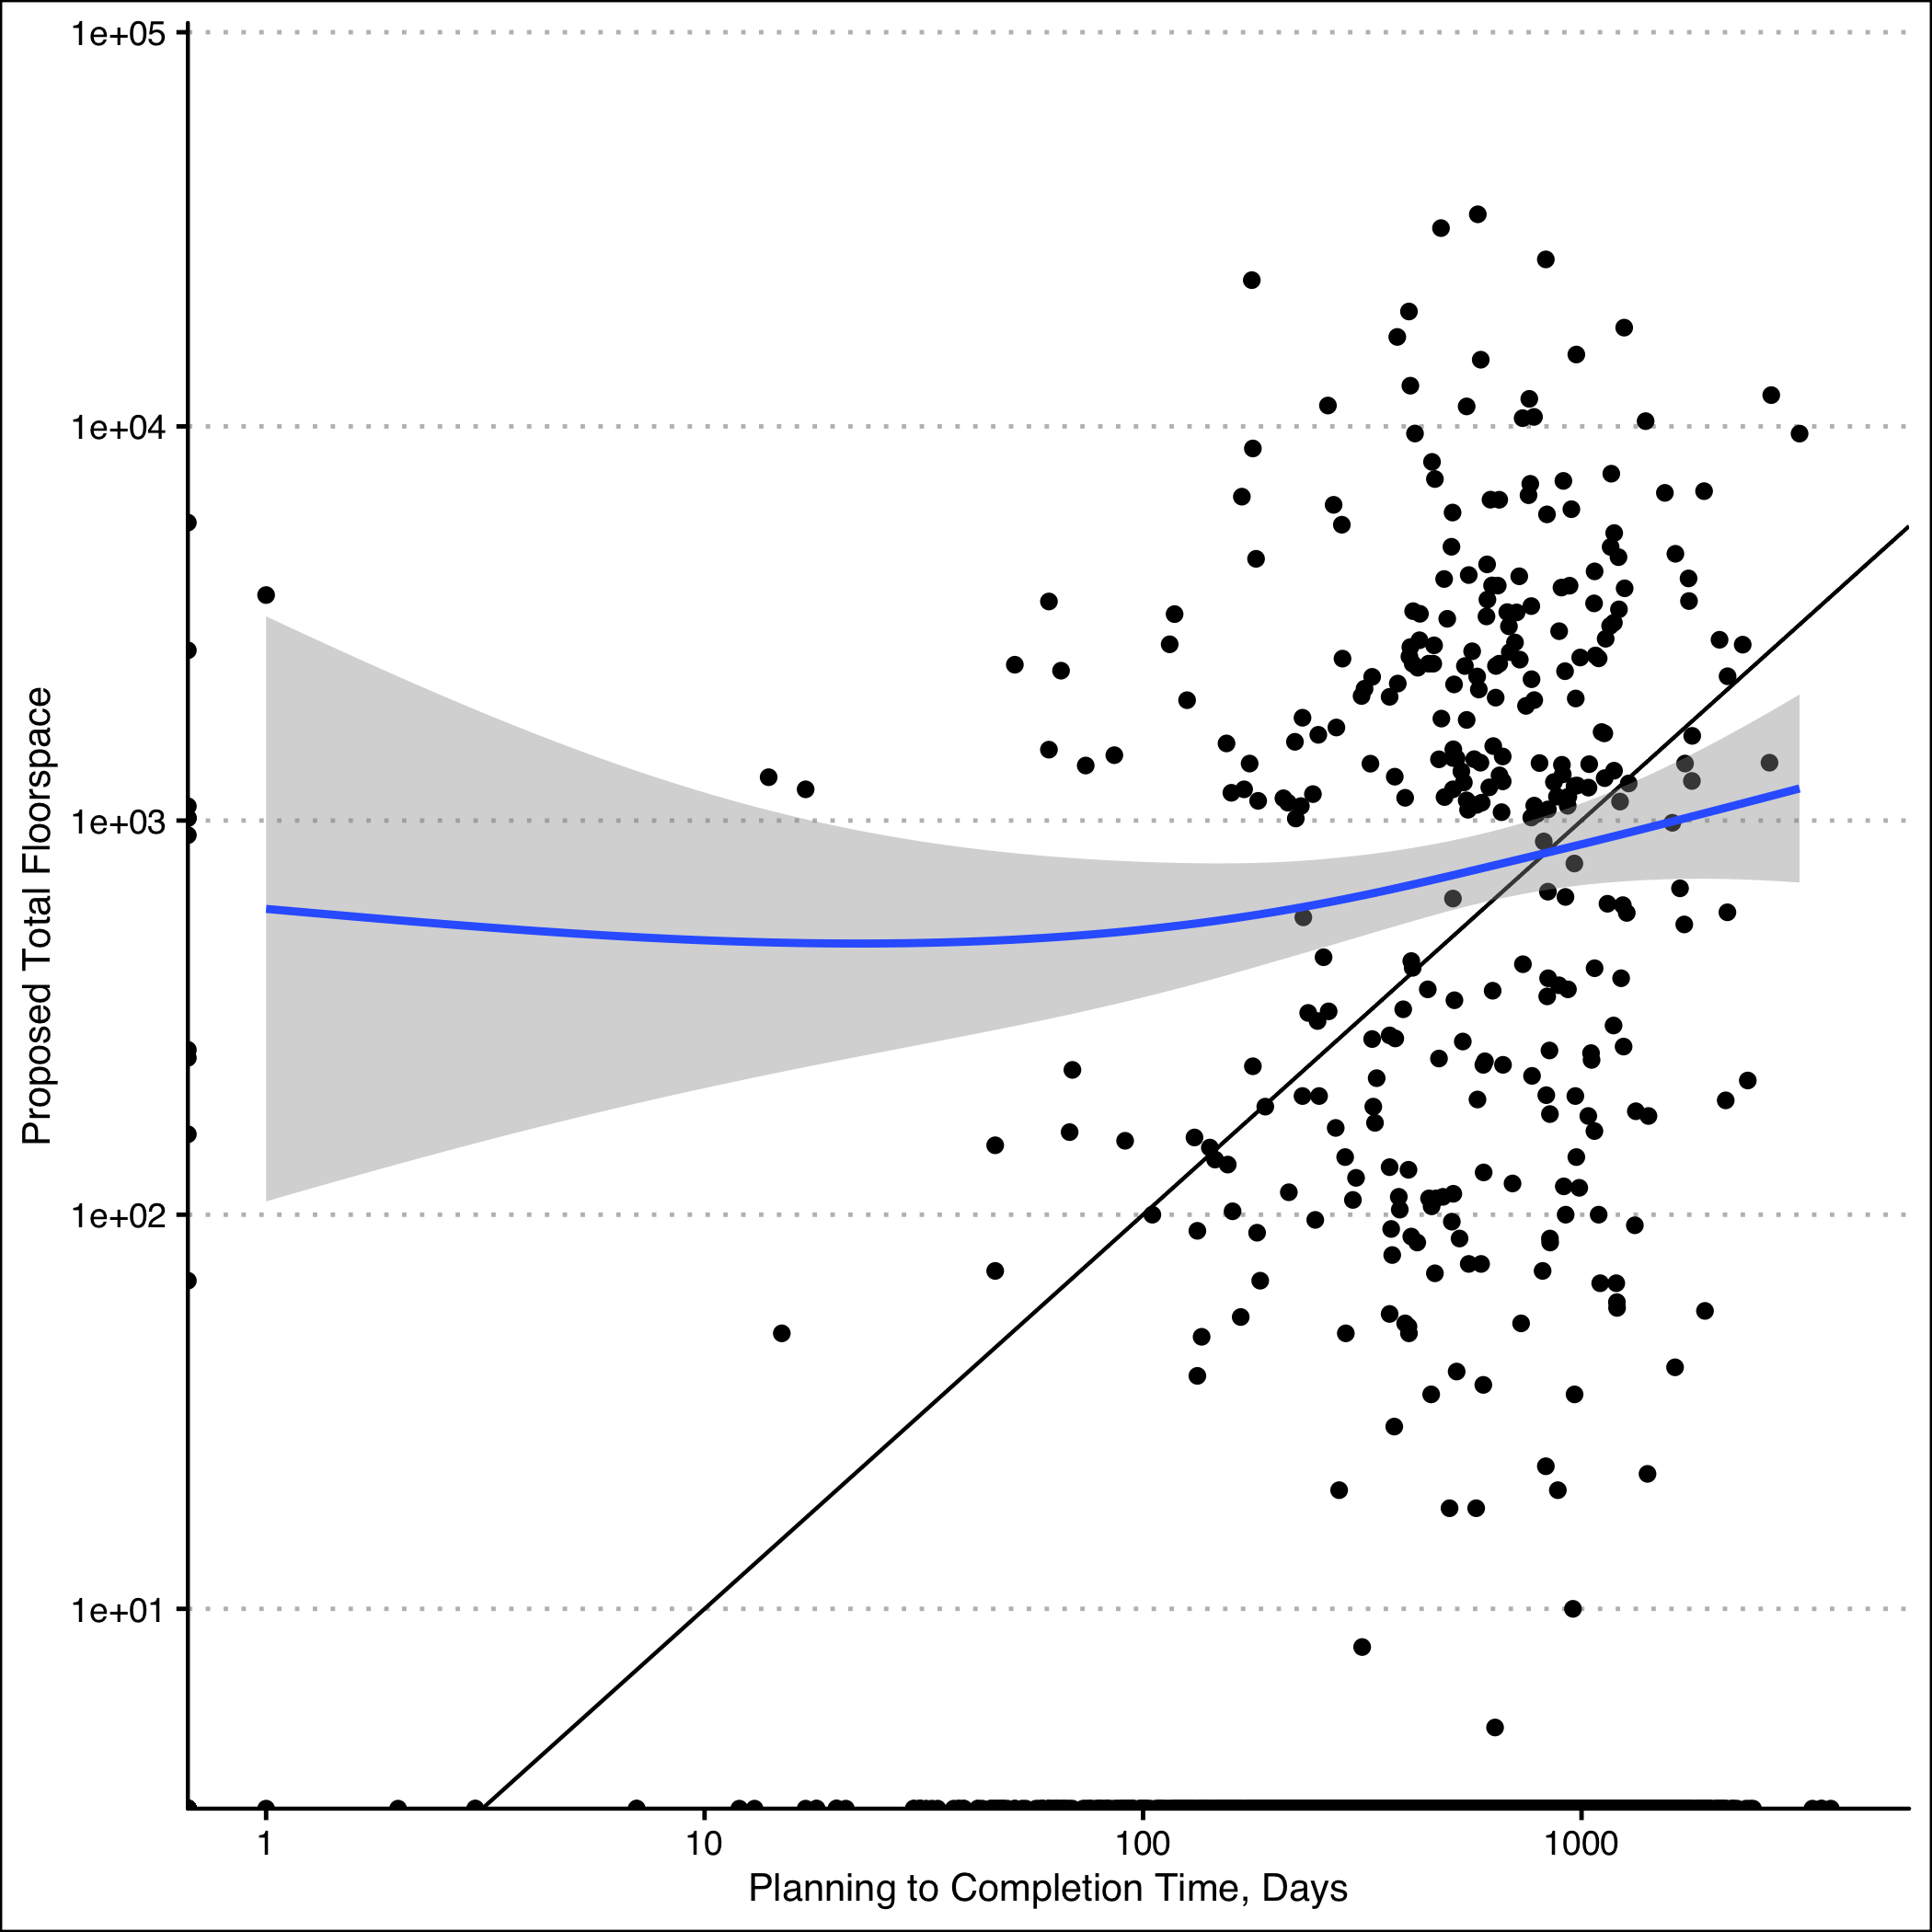 1e+05
1e+04
1e+03
1e+02
1e+01
Proposed Total Floorspace
1 10 100 1000
Planning to Completion Time, Days